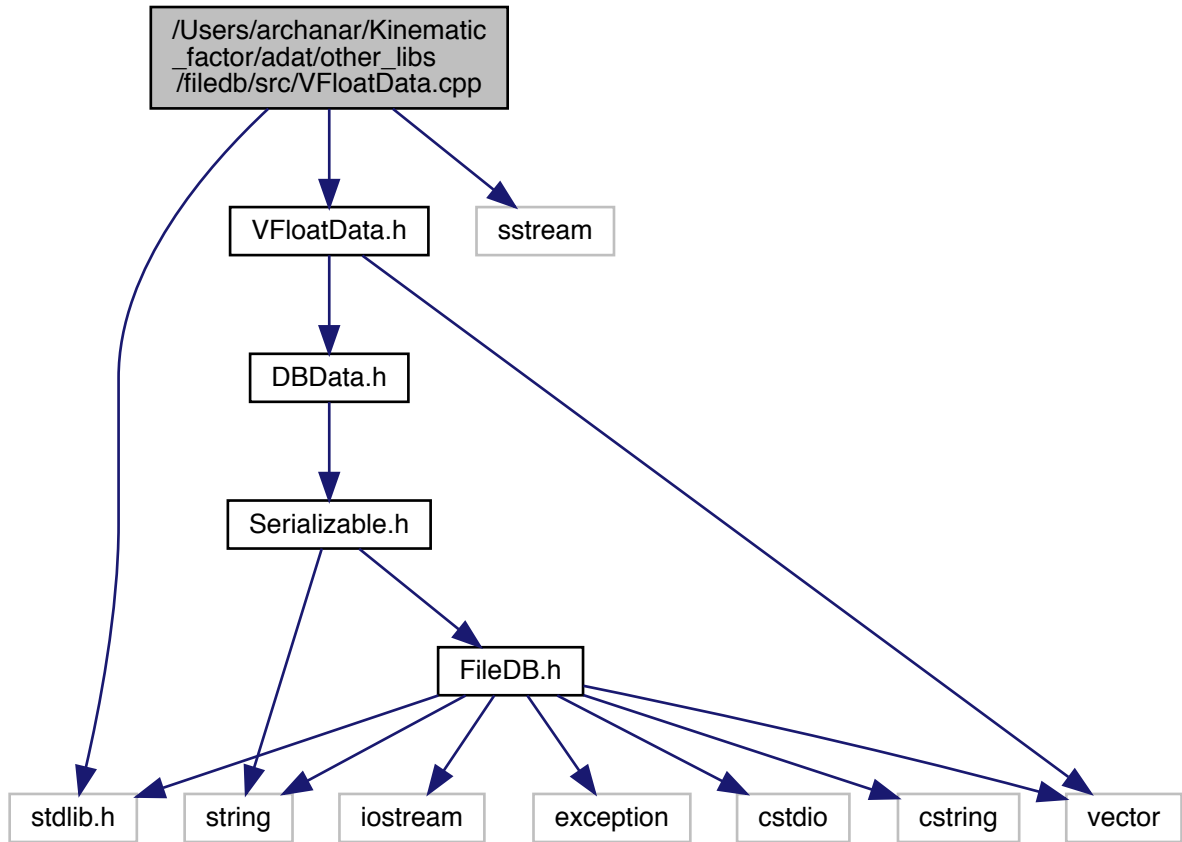 /Users/archanar/Kinematic
_factor/adat/other_libs
/filedb/src/VFloatData.cpp
VFloatData.h
sstream
DBData.h
Serializable.h
FileDB.h
stdlib.h
string
iostream
exception
cstdio
cstring
vector